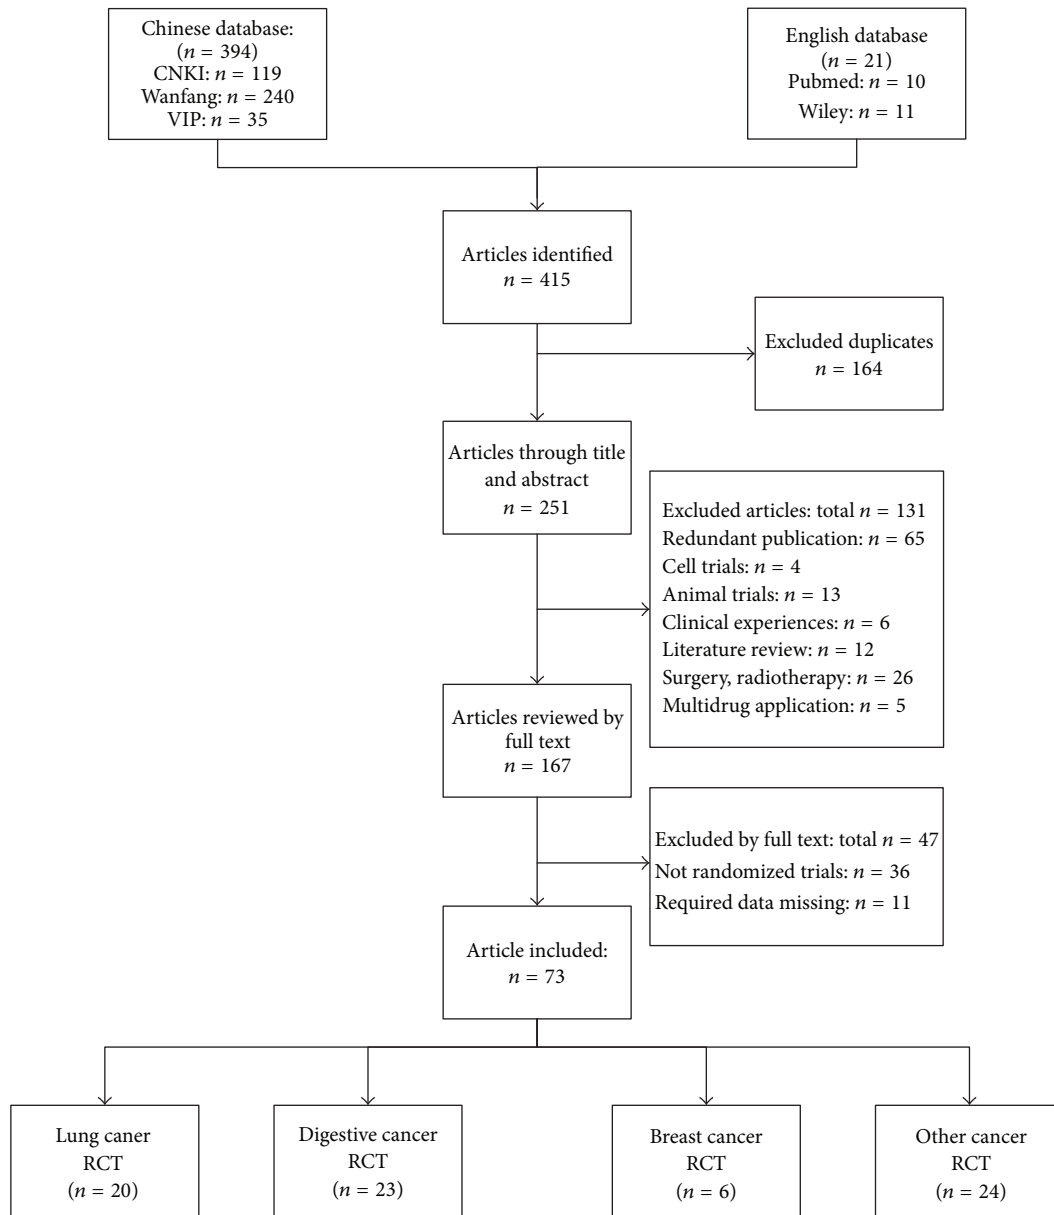 Chinese database:
(n = 394)
CNKI: n = 119
Wanfang: n = 240
VIP: n = 35
English database
(n = 21)
Pubmed: n = 10
Wiley: n = 11
Articles identified
n = 415
Excluded duplicates
n = 164
Articles through title
and abstract
n = 251
Excluded articles: total n = 131
Redundant publication: n = 65
Cell trials: n = 4
Animal trials: n = 13
Clinical experiences: n = 6
Literature review: n = 12
Surgery, radiotherapy: n = 26
Multidrug application: n = 5
Articles reviewed by
full text
n = 167
Excluded by full text: total n = 47
Not randomized trials: n = 36
Required data missing: n = 11
Article included:
n = 73
Lung caner
RCT
(n = 20)
Digestive cancer
RCT
(n = 23)
Breast cancer
RCT
(n = 6)
Other cancer
RCT
(n = 24)